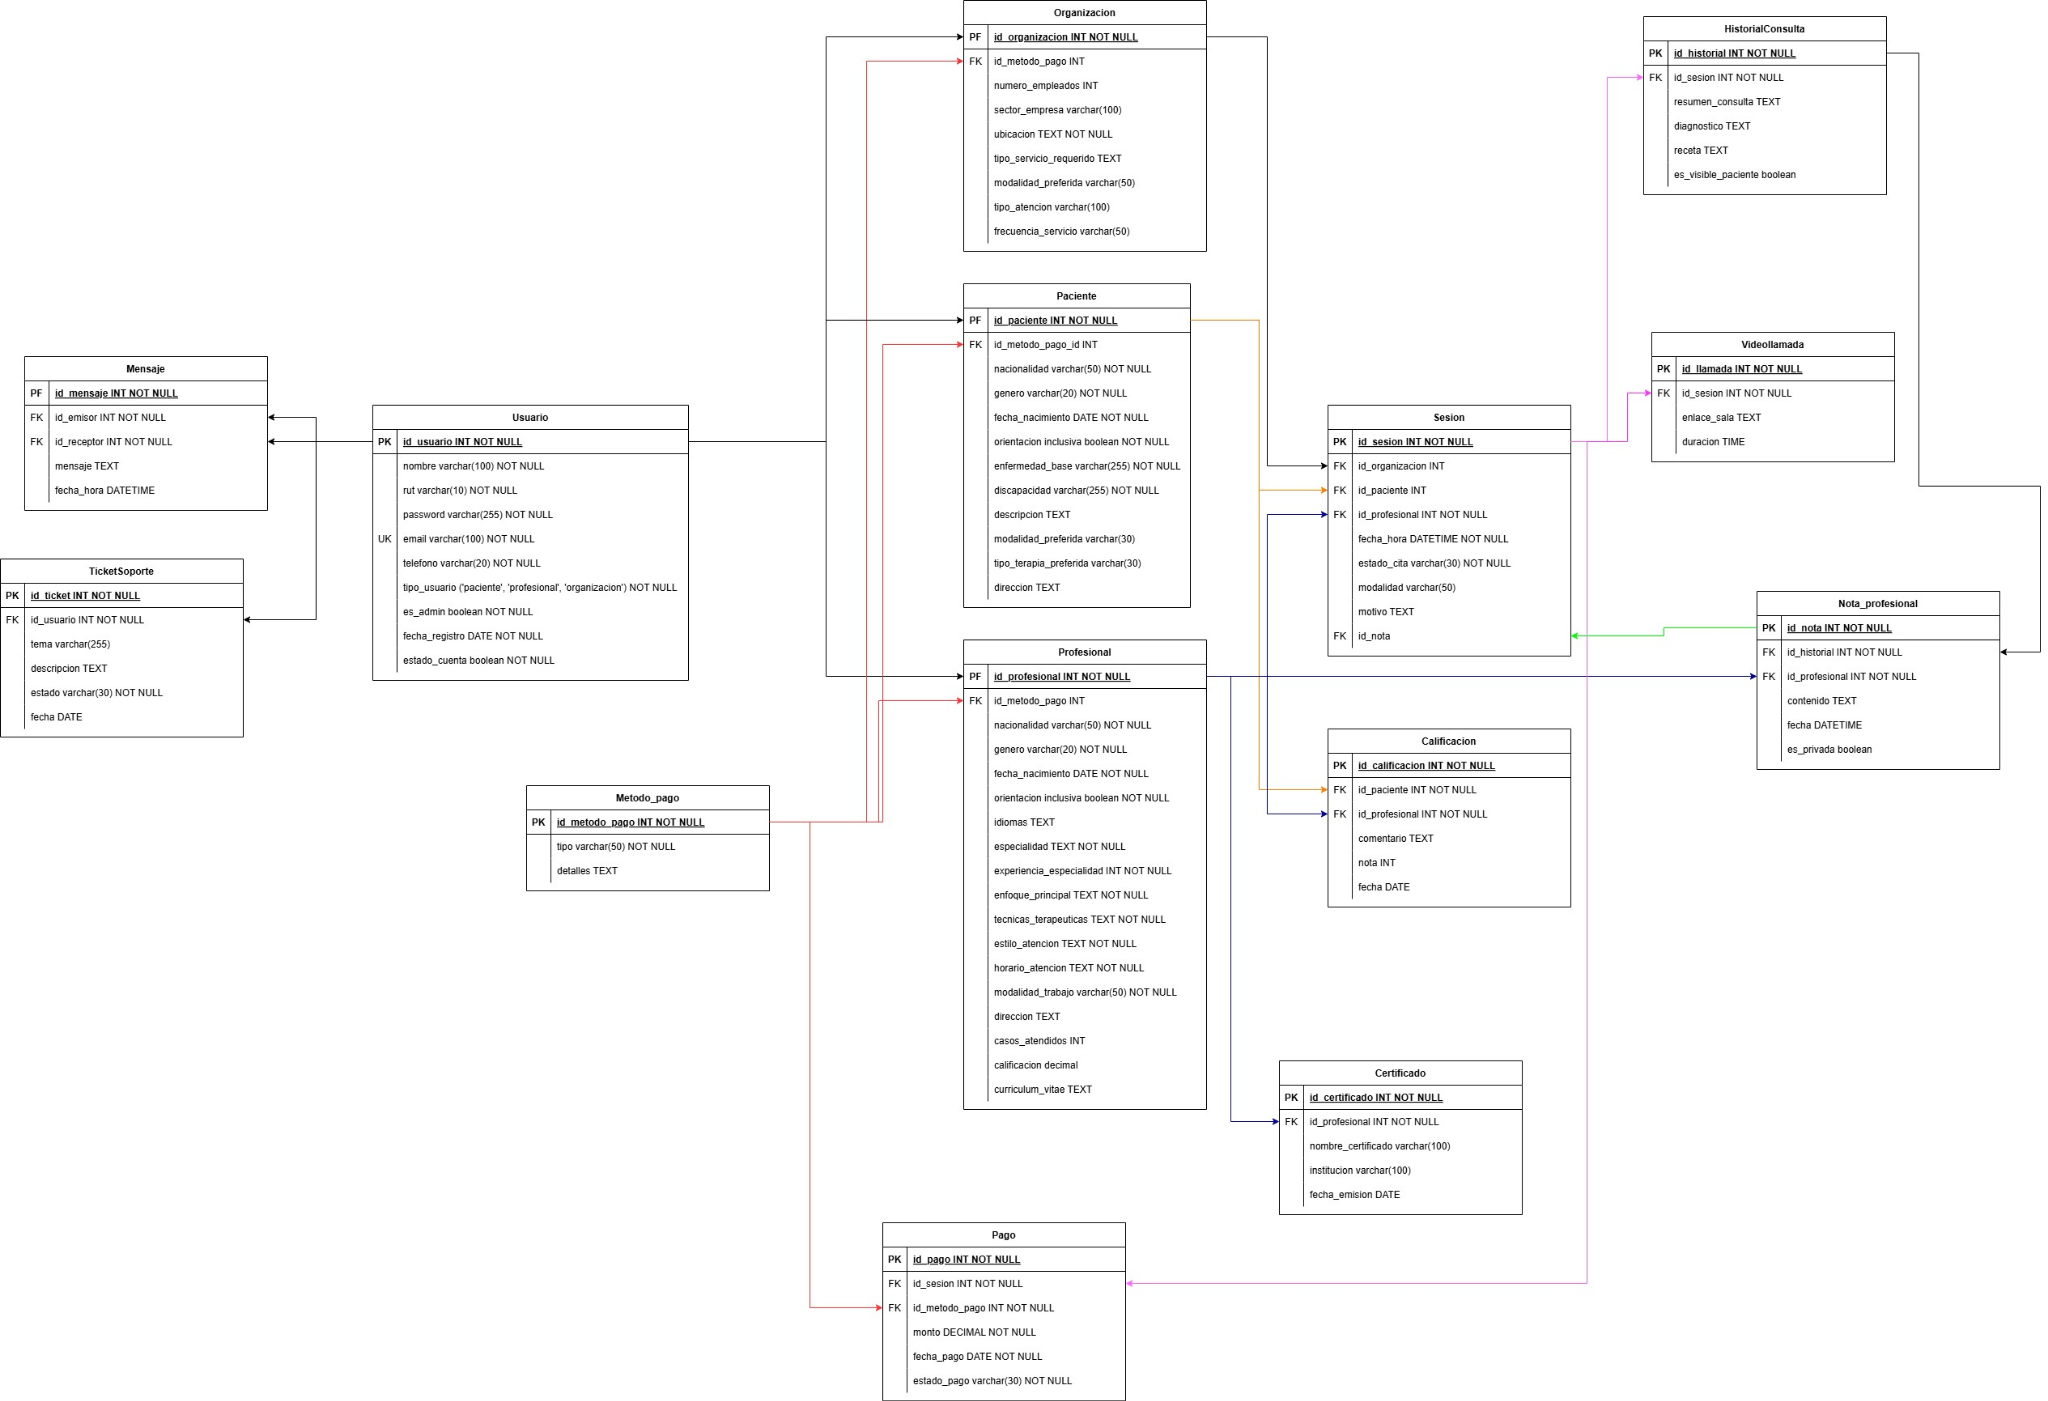 Organizacion
PF id_organizacion INT NOT NULL
FK id_metodo_pago INT
numero_empleados INT
sector_empresa varchar(100)
ubicacion TEXT NOT NULL
tipo_servicio_requerido TEXT
modalidad_preferida varchar(50)
tipo_atencion varchar(100)
frecuencia_servicio varchar(50)
HistorialConsulta
PK id_historial INT NOT NULL
FK id_sesion INT NOT NULL
resumen_consulta TEXT
diagnostico TEXT
receta TEXT
es_visible_paciente boolean
Paciente
PF id_paciente INT NOT NULL
FK id_metodo_pago_id INT
nacionalidad varchar(50) NOT NULL
genero varchar(20) NOT NULL
fecha_nacimiento DATE NOT NULL
orientacion inclusiva boolean NOT NULL
enfermedad_base varchar(255) NOT NULL
discapacidad varchar(255) NOT NULL
descripcion TEXT
modalidad_preferida varchar(30)
tipo_terapia_preferida varchar(30)
direccion TEXT
Videollamada
PK id_llamada INT NOT NULL
FK id_sesion INT NOT NULL
enlace_sala TEXT
duracion TIME
Mensaje
PF id_mensaje INT NOT NULL
FK id_emisor INT NOT NULL
FK id_receptor INT NOT NULL
mensaje TEXT
fecha_hora DATETIME
Usuario
PK id_usuario INT NOT NULL
nombre varchar(100) NOT NULL
rut varchar(10) NOT NULL
password varchar(255) NOT NULL
UK email varchar(100) NOT NULL
telefono varchar(20) NOT NULL
tipo_usuario ('paciente', 'profesional', 'organizacion') NOT NULL
es_admin boolean NOT NULL
fecha_registro DATE NOT NULL
estado_cuenta boolean NOT NULL
Sesion
PK id_sesion INT NOT NULL
FK id_organizacion INT
FK id_paciente INT
FK id_profesional INT NOT NULL
fecha_hora DATETIME NOT NULL
estado_cita varchar(30) NOT NULL
modalidad varchar(50)
motivo TEXT
FK id_nota
TicketSoporte
PK id_ticket INT NOT NULL
FK id_usuario INT NOT NULL
tema varchar(255)
descripcion TEXT
estado varchar(30) NOT NULL
fecha DATE
Nota_profesional
PK id_nota INT NOT NULL
FK id_historial INT NOT NULL
FK id_profesional INT NOT NULL
contenido TEXT
fecha DATETIME
es_privada boolean
Profesional
PF id_profesional INT NOT NULL
FK id_metodo_pago INT
nacionalidad varchar(50) NOT NULL
genero varchar(20) NOT NULL
fecha_nacimiento DATE NOT NULL
orientacion inclusiva boolean NOT NULL
idiomas TEXT
especialidad TEXT NOT NULL
experiencia_especialidad INT NOT NULL
enfoque_principal TEXT NOT NULL
tecnicas_terapeuticas TEXT NOT NULL
estilo_atencion TEXT NOT NULL
horario_atencion TEXT NOT NULL
modalidad_trabajo varchar(50) NOT NULL
direccion TEXT
casos_atendidos INT
calificacion decimal
curriculum_vitae TEXT
Calificacion
PK id_calificacion INT NOT NULL
FK id_paciente INT NOT NULL
FK id_profesional INT NOT NULL
comentario TEXT
nota INT
fecha DATE
Metodo_pago
PK id_metodo_pago INT NOT NULL
tipo varchar(50) NOT NULL
detalles TEXT
Certificado
PK id_certificado INT NOT NULL
FK id_profesional INT NOT NULL
nombre_certificado varchar(100)
institucion varchar(100)
fecha_emision DATE
Pago
PK id_pago INT NOT NULL
FK id_sesion INT NOT NULL
FK id_metodo_pago INT NOT NULL
monto DECIMAL NOT NULL
fecha_pago DATE NOT NULL
estado_pago varchar(30) NOT NULL